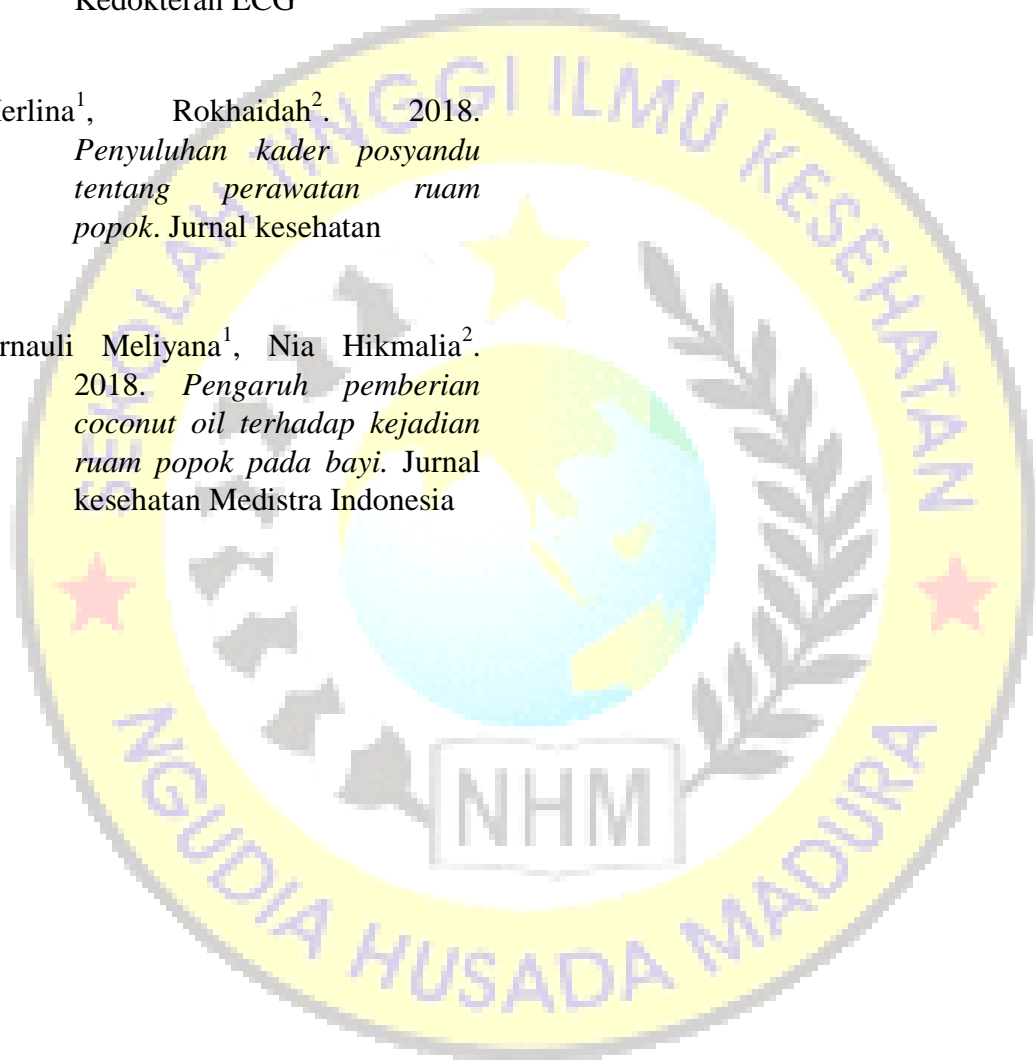 Kedokteran ECG
erlina¹, Rokhaidah². 2018.
Penyuluhan kader posyandu
tentang perawatan ruam
popok. Jurnal kesehatan
rnauli Meliyana¹, Nia Hikmalia².
2018. Pengaruh pemberian
coconut oil terhadap kejadian
ruam popok pada bayi. Jurnal
kesehatan Medistra Indonesia
SEKOLAH TINGGI ILMU KESEHATAN
NHM
NGUDIA HUSADA MADURA